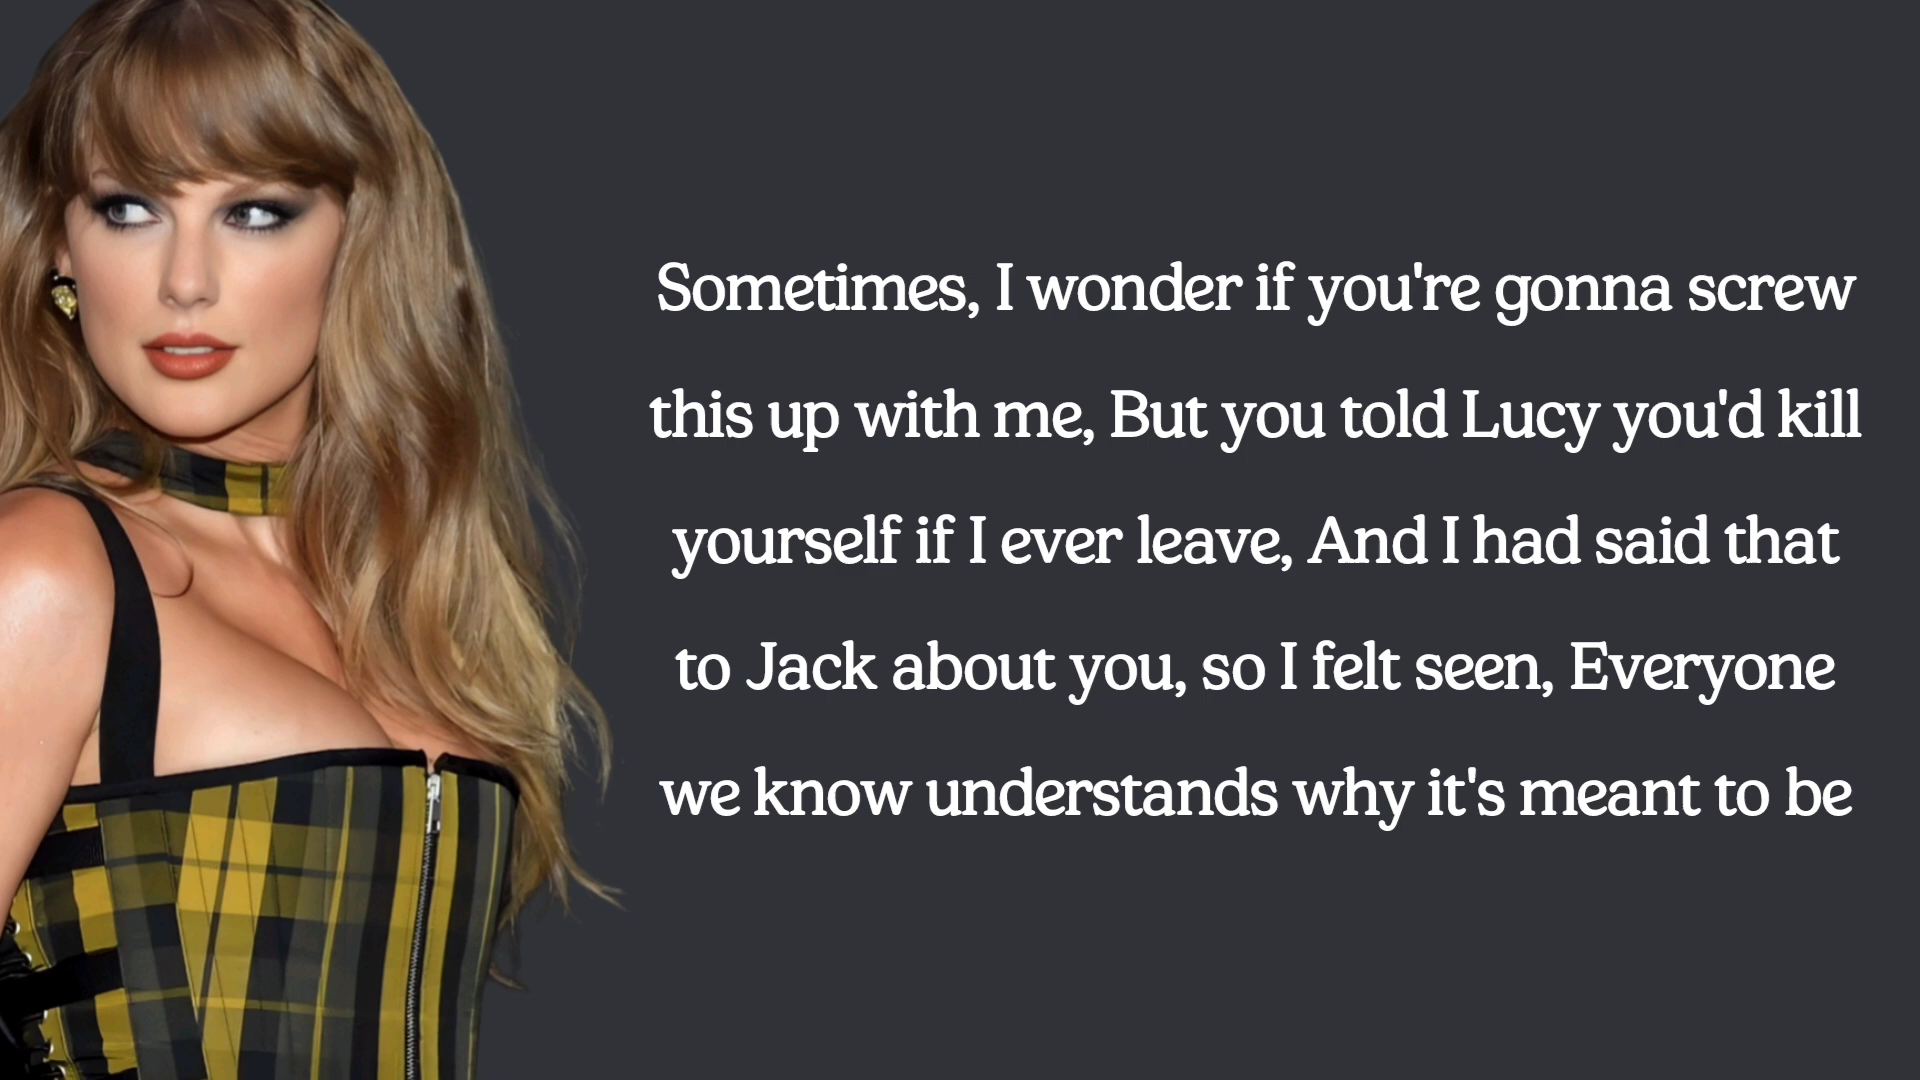 Sometimes, I wonder if you're gonna screw
this up with me, But you told Lucy you'd kill
yourself if I ever leave, And I had said that
to Jack about you, so I felt seen, Everyone
we know understands why it's meant to be